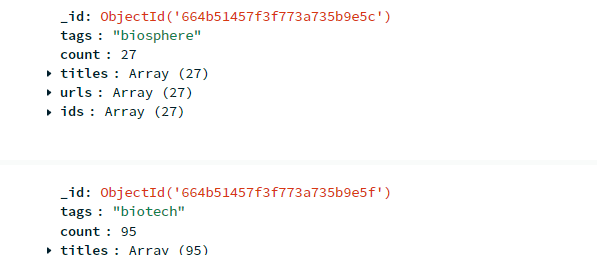 _id: ObjectId('664b51457f3f773a735b9e5c')
tags : "biosphere"
count : 27
titles : Array (27)
urls : Array (27)
ids : Array (27)
_id: ObjectId('664b51457f3f773a735b9e5f')
tags : "biotech"
count : 95
titles : Array (95)